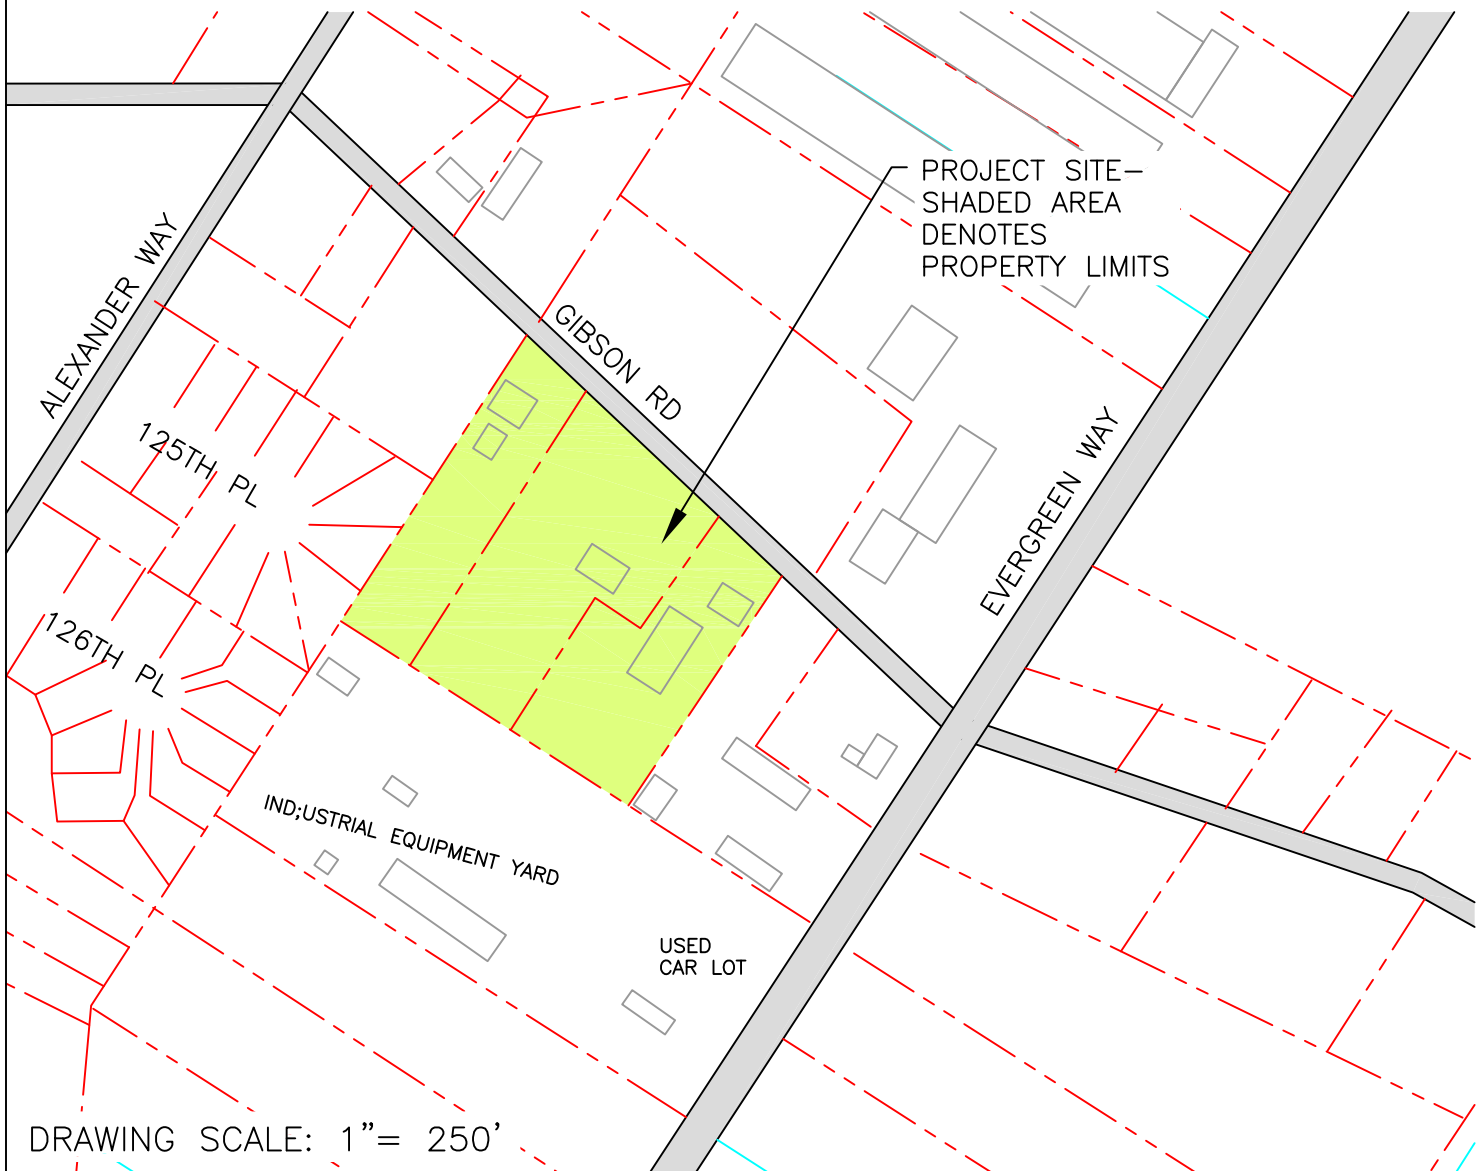 PROJECT SITE-
SHADED AREA
DENOTES
PROPERTY LIMITS
ALEXANDER WAY
GIBSON RD
125TH PL
EVERGREEN WAY
126TH PL
IND;USTRIAL EQUIPMENT YARD
USED
CAR LOT
DRAWING SCALE: 1"= 250'